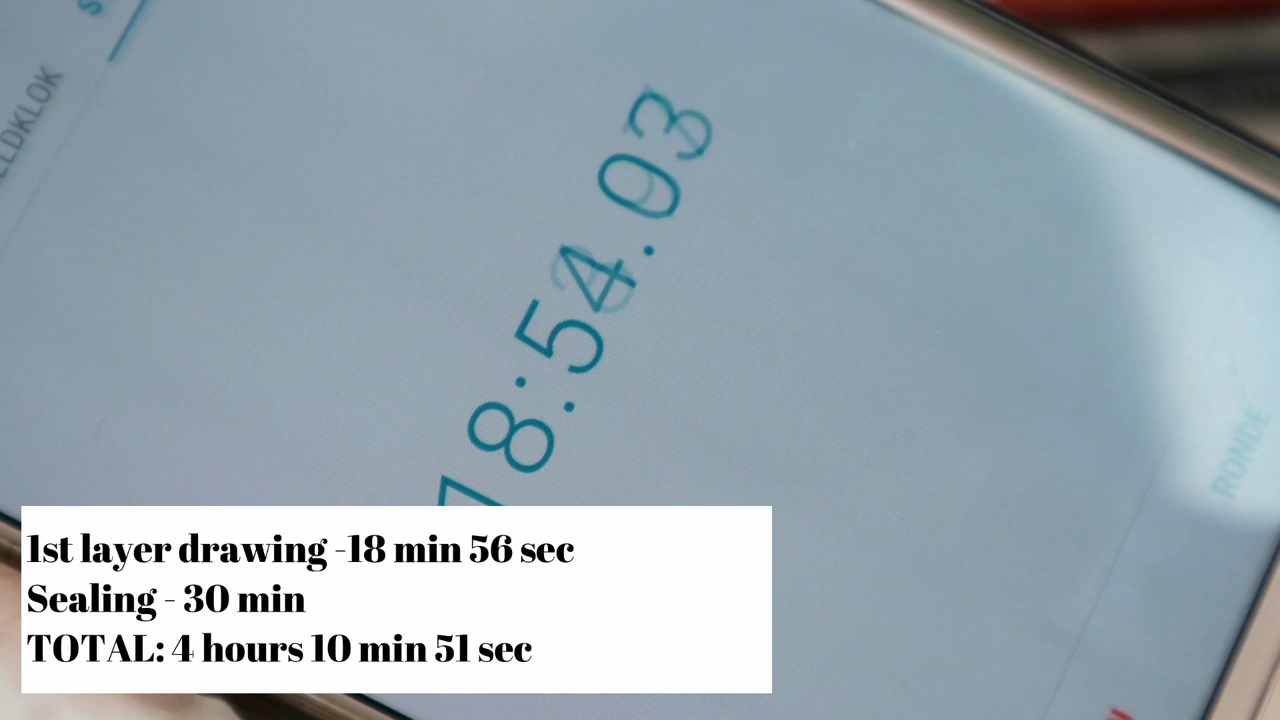 18:54.03
RONDE
1st layer drawing -18 min 56 sec
Sealing - 30 min
TOTAL: 4 hours 10 min 51 sec